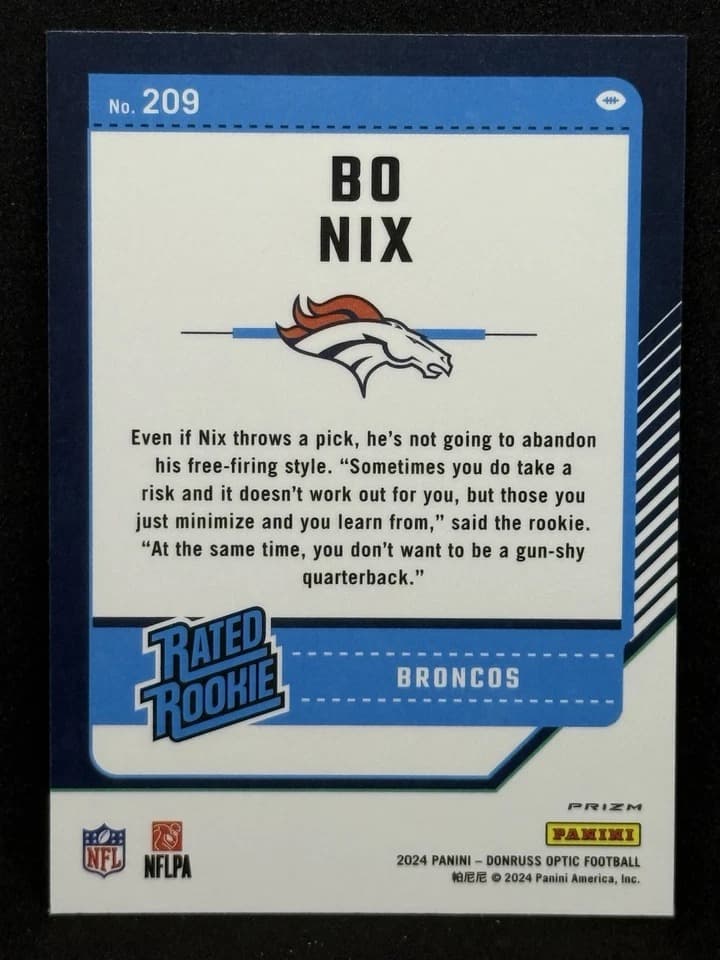 No. 209
BO
NIX
Even if Nix throws a pick, he's not going to abandon
his free-firing style. “Sometimes you do take a
risk and it doesn't work out for you, but those you
just minimize and you learn from,” said the rookie.
“At the same time, you don't want to be a gun-shy
quarterback.”
RATED
ROOKIE
BRONCOS
PRIZM
PANINI
NFL
NFLPA
2024 PANINI – DONRUSS OPTIC FOOTBALL
帕尼尼 © 2024 Panini America, Inc.